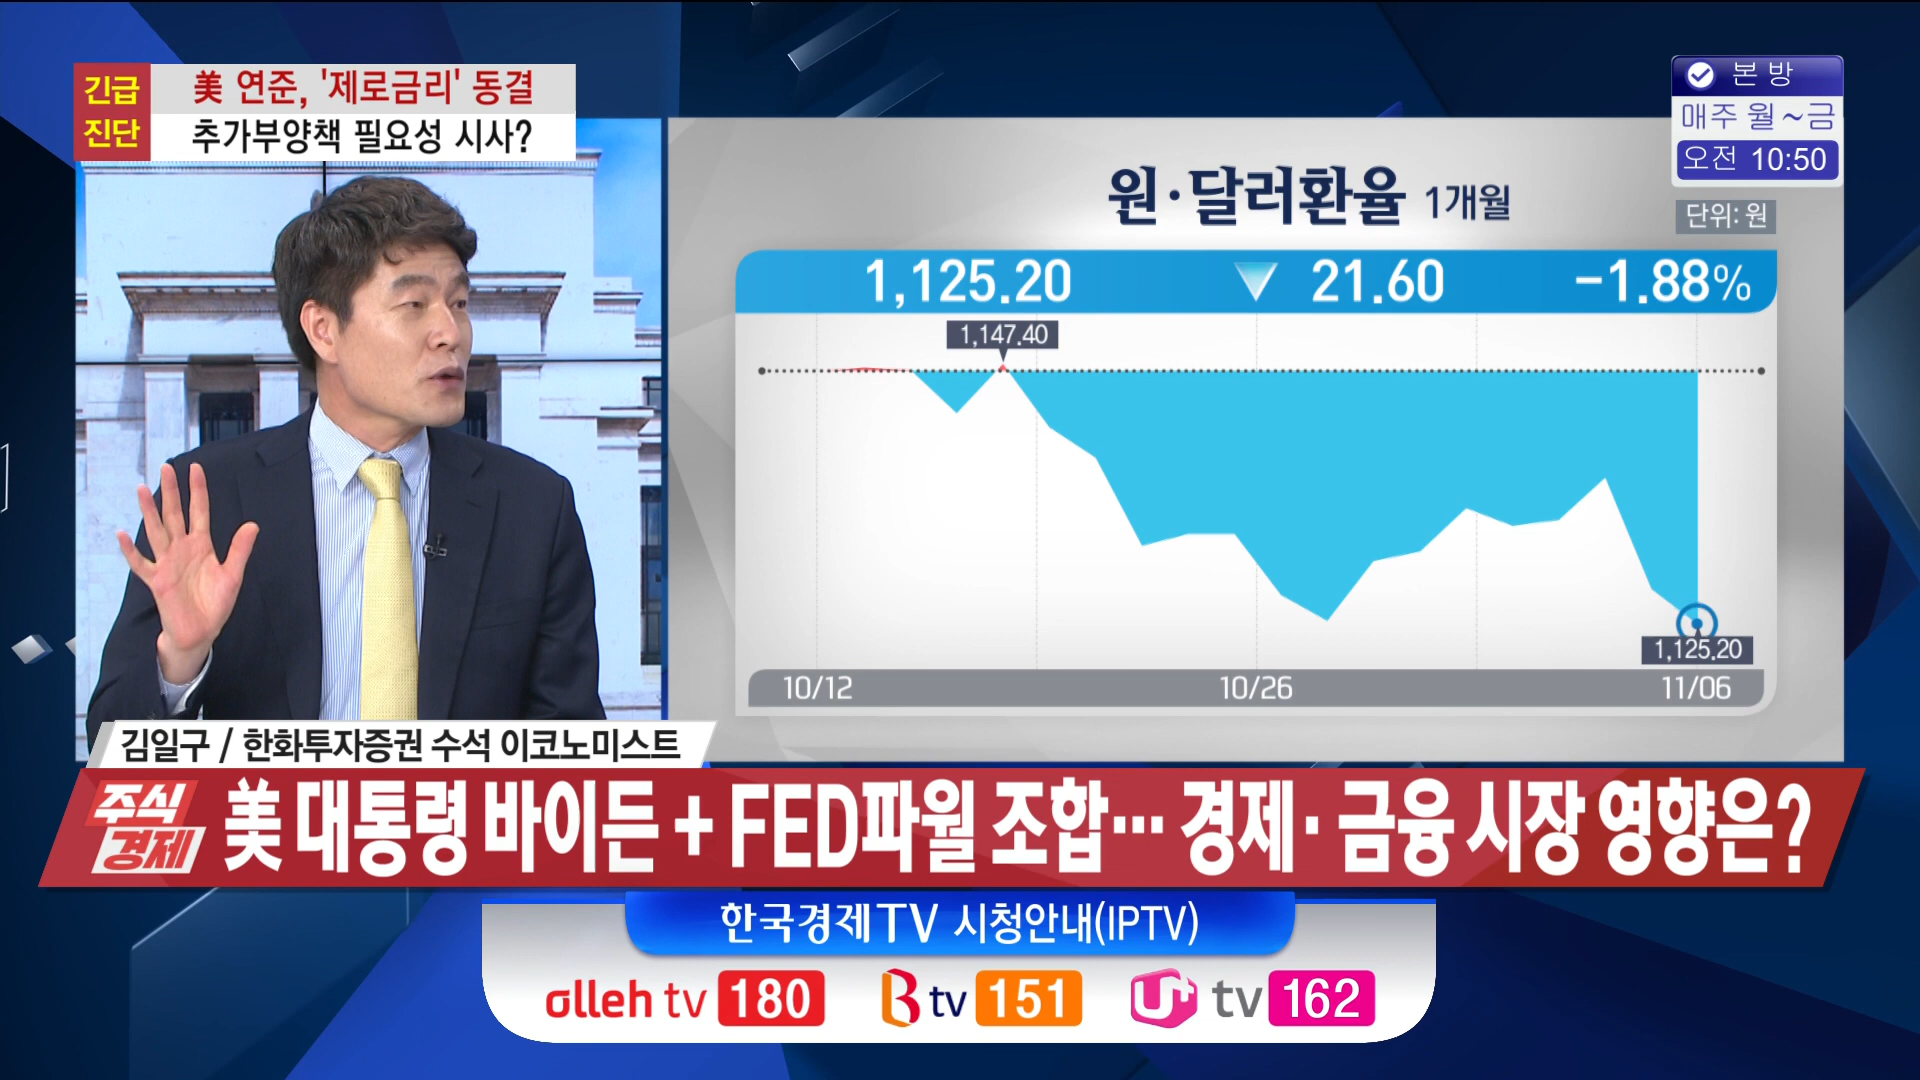 긴급
진단
美 연준, '제로금리' 동결
추가부양책 필요성 시사?
본 방
매주 월~금
오전 10:50
원·달러환율 1개월
단위: 원
1,125.20 ▼ 21.60 -1.88%
1,147.40
1,125.20
10/12 10/26 11/06
김일구 / 한화투자증권 수석 이코노미스트
주식
경제
美 대통령 바이든 + FED파월 조합… 경제· 금융 시장 영향은?
한국경제TV 시청안내(IPTV)
olleh tv 180 B tv 151 U+ tv 162